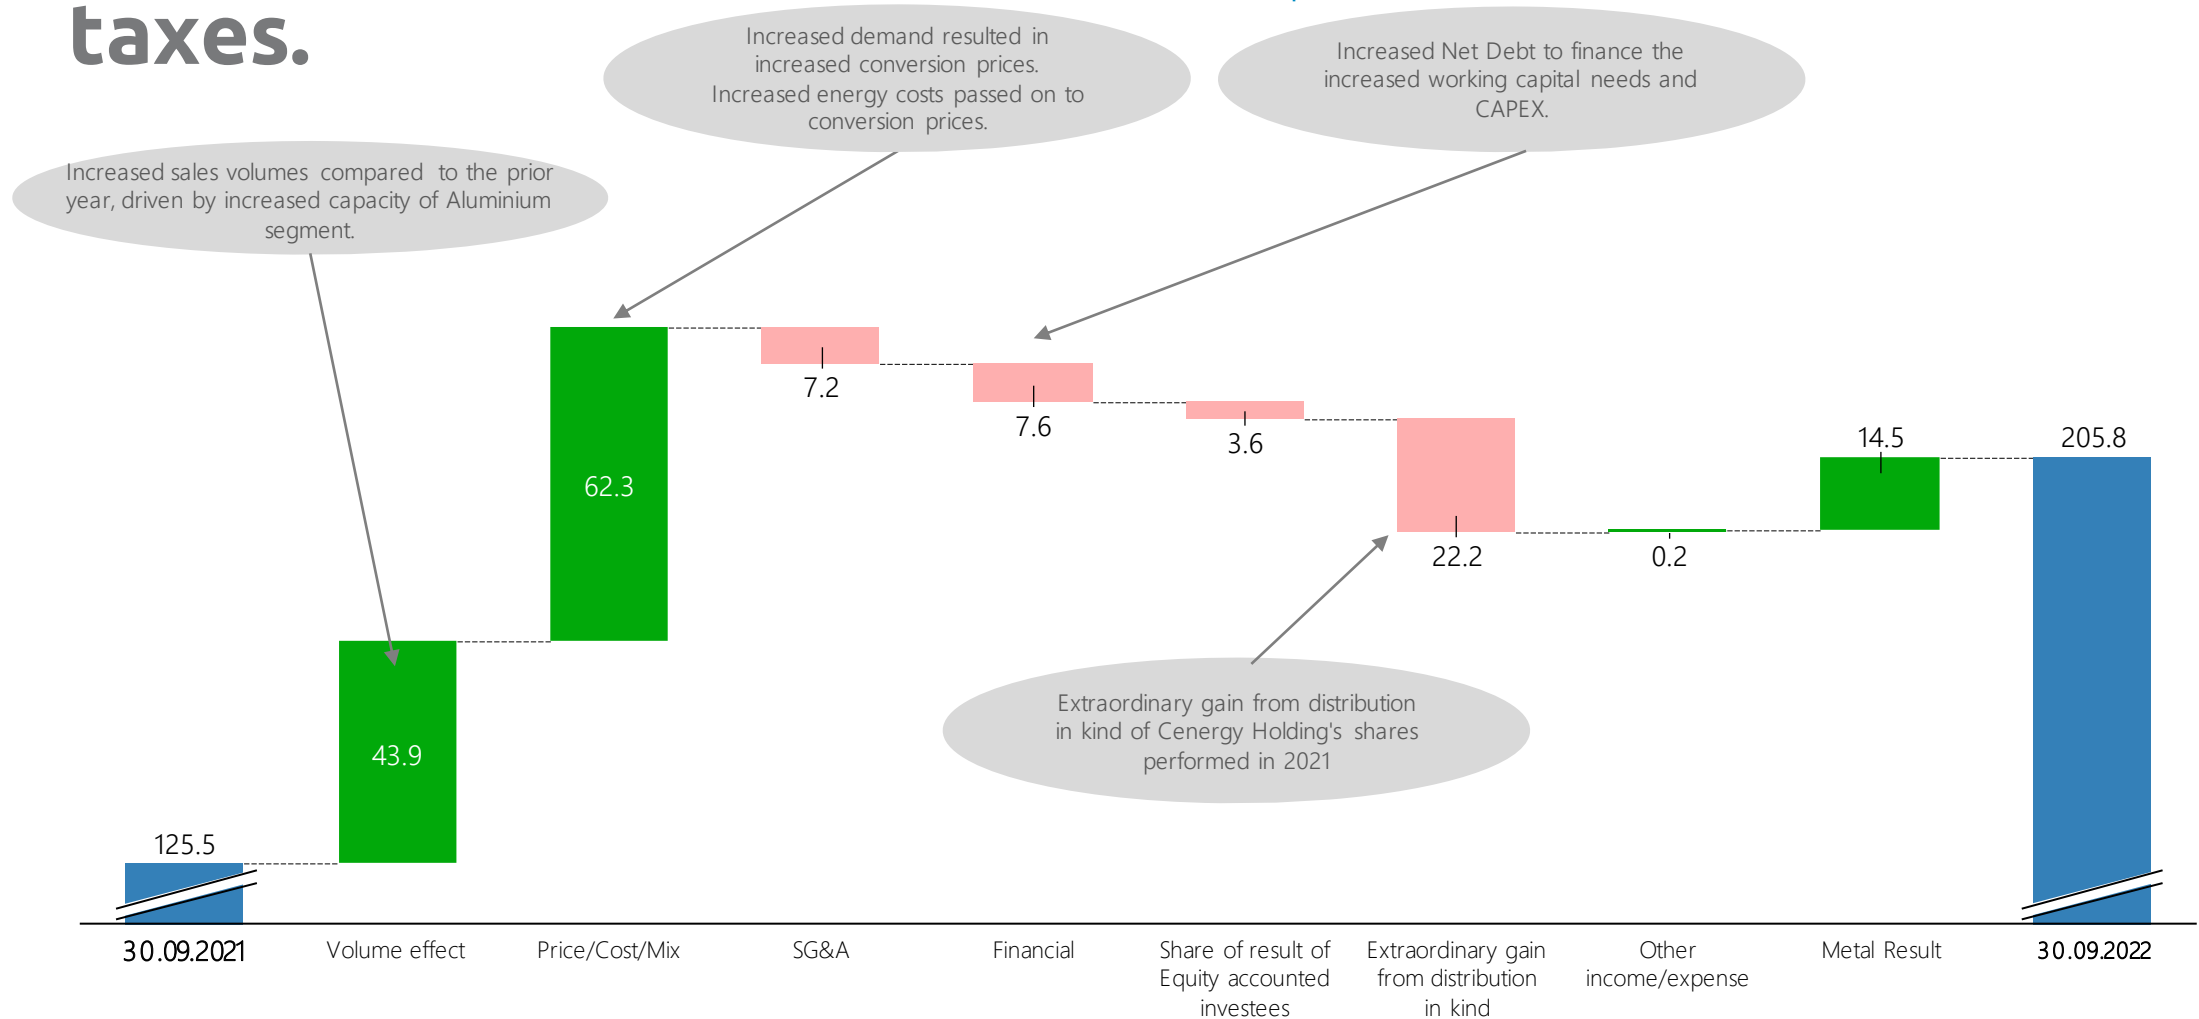 taxes.
Increased demand resulted in
increased conversion prices.
Increased energy costs passed on to
conversion prices.
Increased Net Debt to finance the
increased working capital needs and
CAPEX.
Increased sales volumes compared to the prior
year, driven by increased capacity of Aluminium
segment.
7.2
7.6
3.6
14.5
205.8
62.3
22.2
0.2
Extraordinary gain from distribution
in kind of Cenergy Holding's shares
performed in 2021
43.9
125.5
30.09.2021
Volume effect
Price/Cost/Mix
SG&A
Financial
Share of result of
Equity accounted
investees
Extraordinary gain
from distribution
in kind
Other
income/expense
Metal Result
30.09.2022